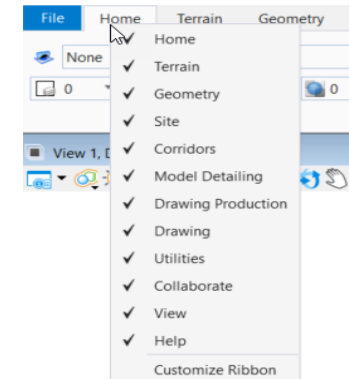 File Home Terrain Geometry
None
0 0
View 1,
Home
Terrain
Geometry
Site
Corridors
Model Detailing
Drawing Production
Drawing
Utilities
Collaborate
View
Help
Customize Ribbon